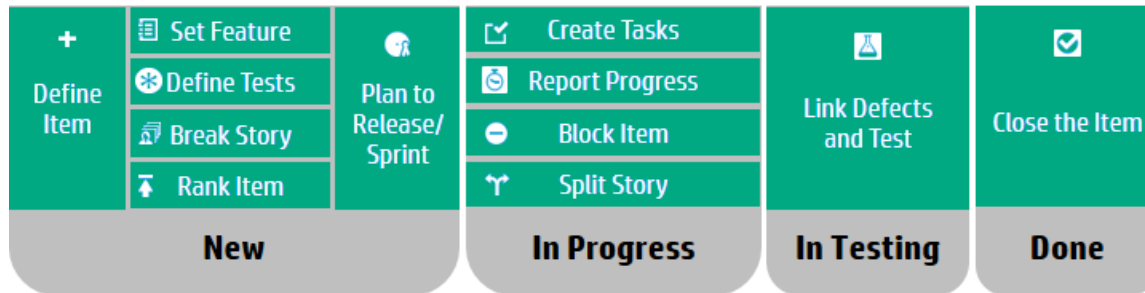 Define
Item
Set Feature
Define Tests
Break Story
Rank Item
Plan to
Release/
Sprint
New
Create Tasks
Report Progress
Block Item
Split Story
In Progress
Link Defects
and Test
In Testing
Close the Item
Done